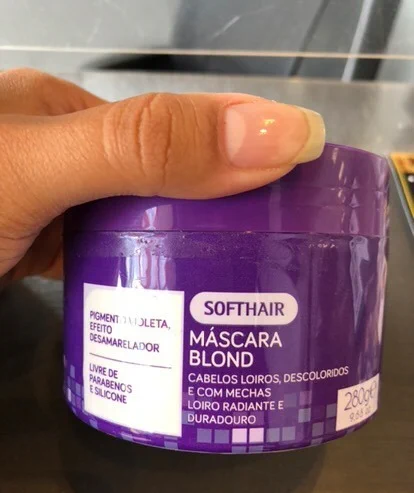 SOFTHAIR
MÁSCARA
BLOND
CABELOS LOIROS, DESCOLORIDOS
E COM MECHAS
LOIRO RADIANTE E
DURADOURO
PIGMENTO VIOLETA,
EFEITO
DESAMARELADOR
LIVRE DE
PARABENOS
E SILICONE
280g℮